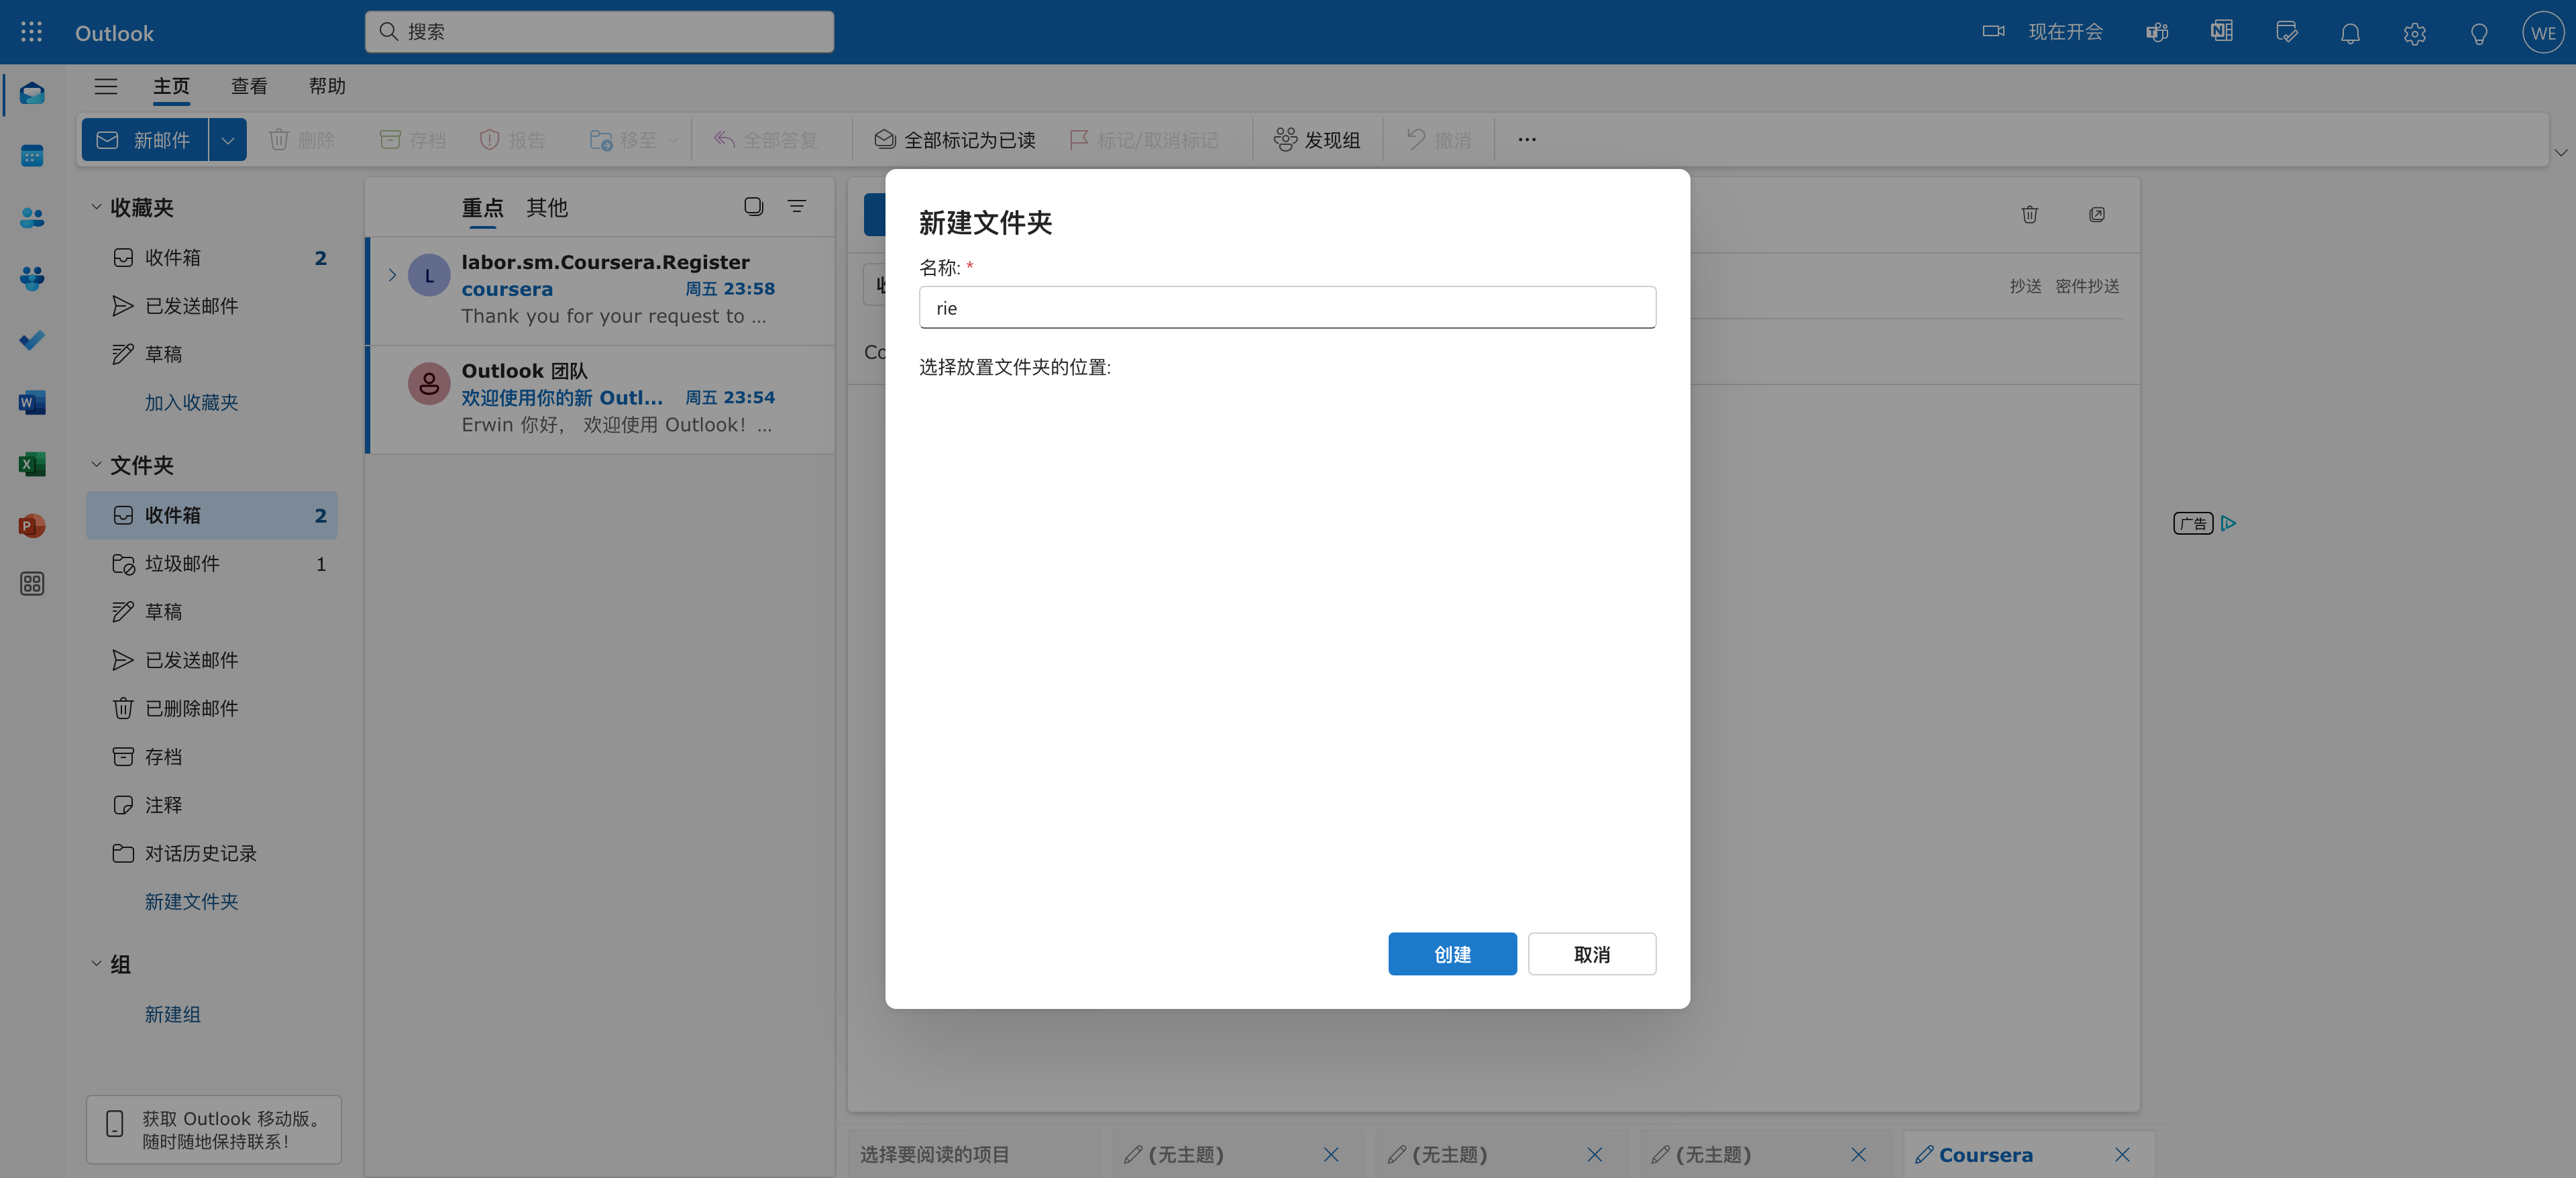 Outlook
搜索
现在开会
WE
主页
查看
帮助
新邮件
删除
存档
报告
移至
全部答复
全部标记为已读
标记/取消标记
发现组
撤消
收藏夹
收件箱 2
已发送邮件
草稿
加入收藏夹
文件夹
收件箱 2
垃圾邮件 1
草稿
已发送邮件
已删除邮件
存档
注释
对话历史记录
新建文件夹
组
新建组
获取 Outlook 移动版。
随时随地保持联系！
重点 其他
L
labor.sm.Coursera.Register
coursera 周五 23:58
Thank you for your request to ...
Outlook 团队
欢迎使用你的新 Outl... 周五 23:54
Erwin 你好， 欢迎使用 Outlook！ ...
新建文件夹
名称: *
rie
选择放置文件夹的位置:
创建
取消
抄送 密件抄送
Co
广告
选择要阅读的项目
(无主题)
(无主题)
(无主题)
Coursera